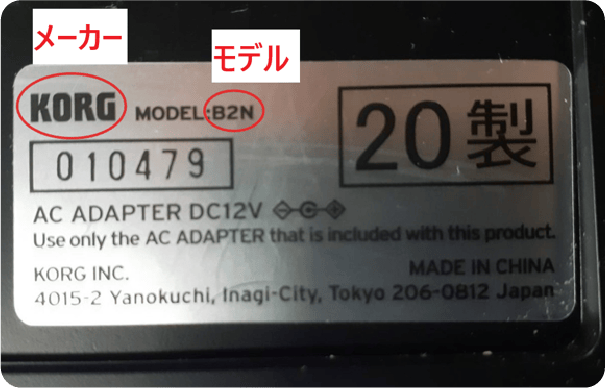 メーカー
モデル
KORG MODEL:B2N
010479
20製
AC ADAPTER DC12V
Use only the AC ADAPTER that is included with this product.
KORG INC.
MADE IN CHINA
4015-2 Yanokuchi, Inagi-City, Tokyo 206-0812 Japan